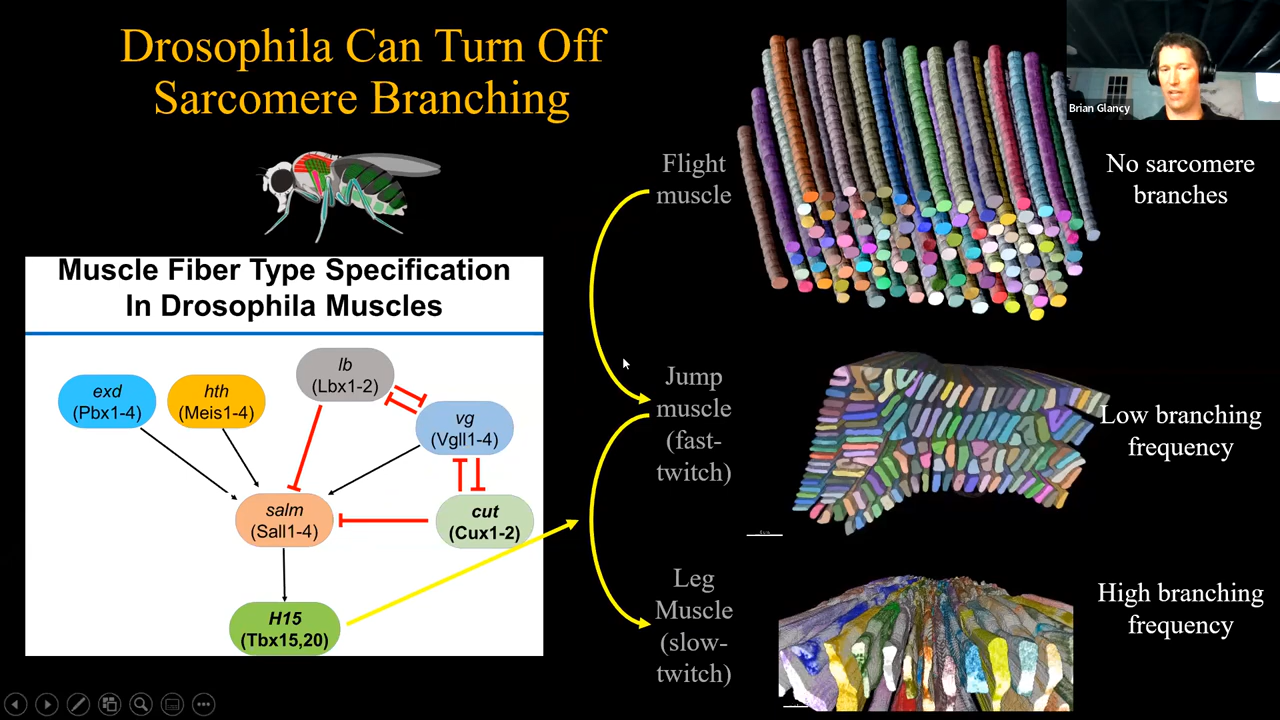 Drosophila Can Turn Off
Sarcomere Branching
Muscle Fiber Type Specification
In Drosophila Muscles
exd
(Pbx1-4)
hth
(Meis1-4)
lb
(Lbx1-2)
vg
(Vgll1-4)
salm
(Sall1-4)
cut
(Cux1-2)
H15
(Tbx15,20)
Flight
muscle
No sarcomere
branches
Jump
muscle
(fast-
twitch)
Low branching
frequency
Leg
Muscle
(slow-
twitch)
High branching
frequency
Brian Glancy